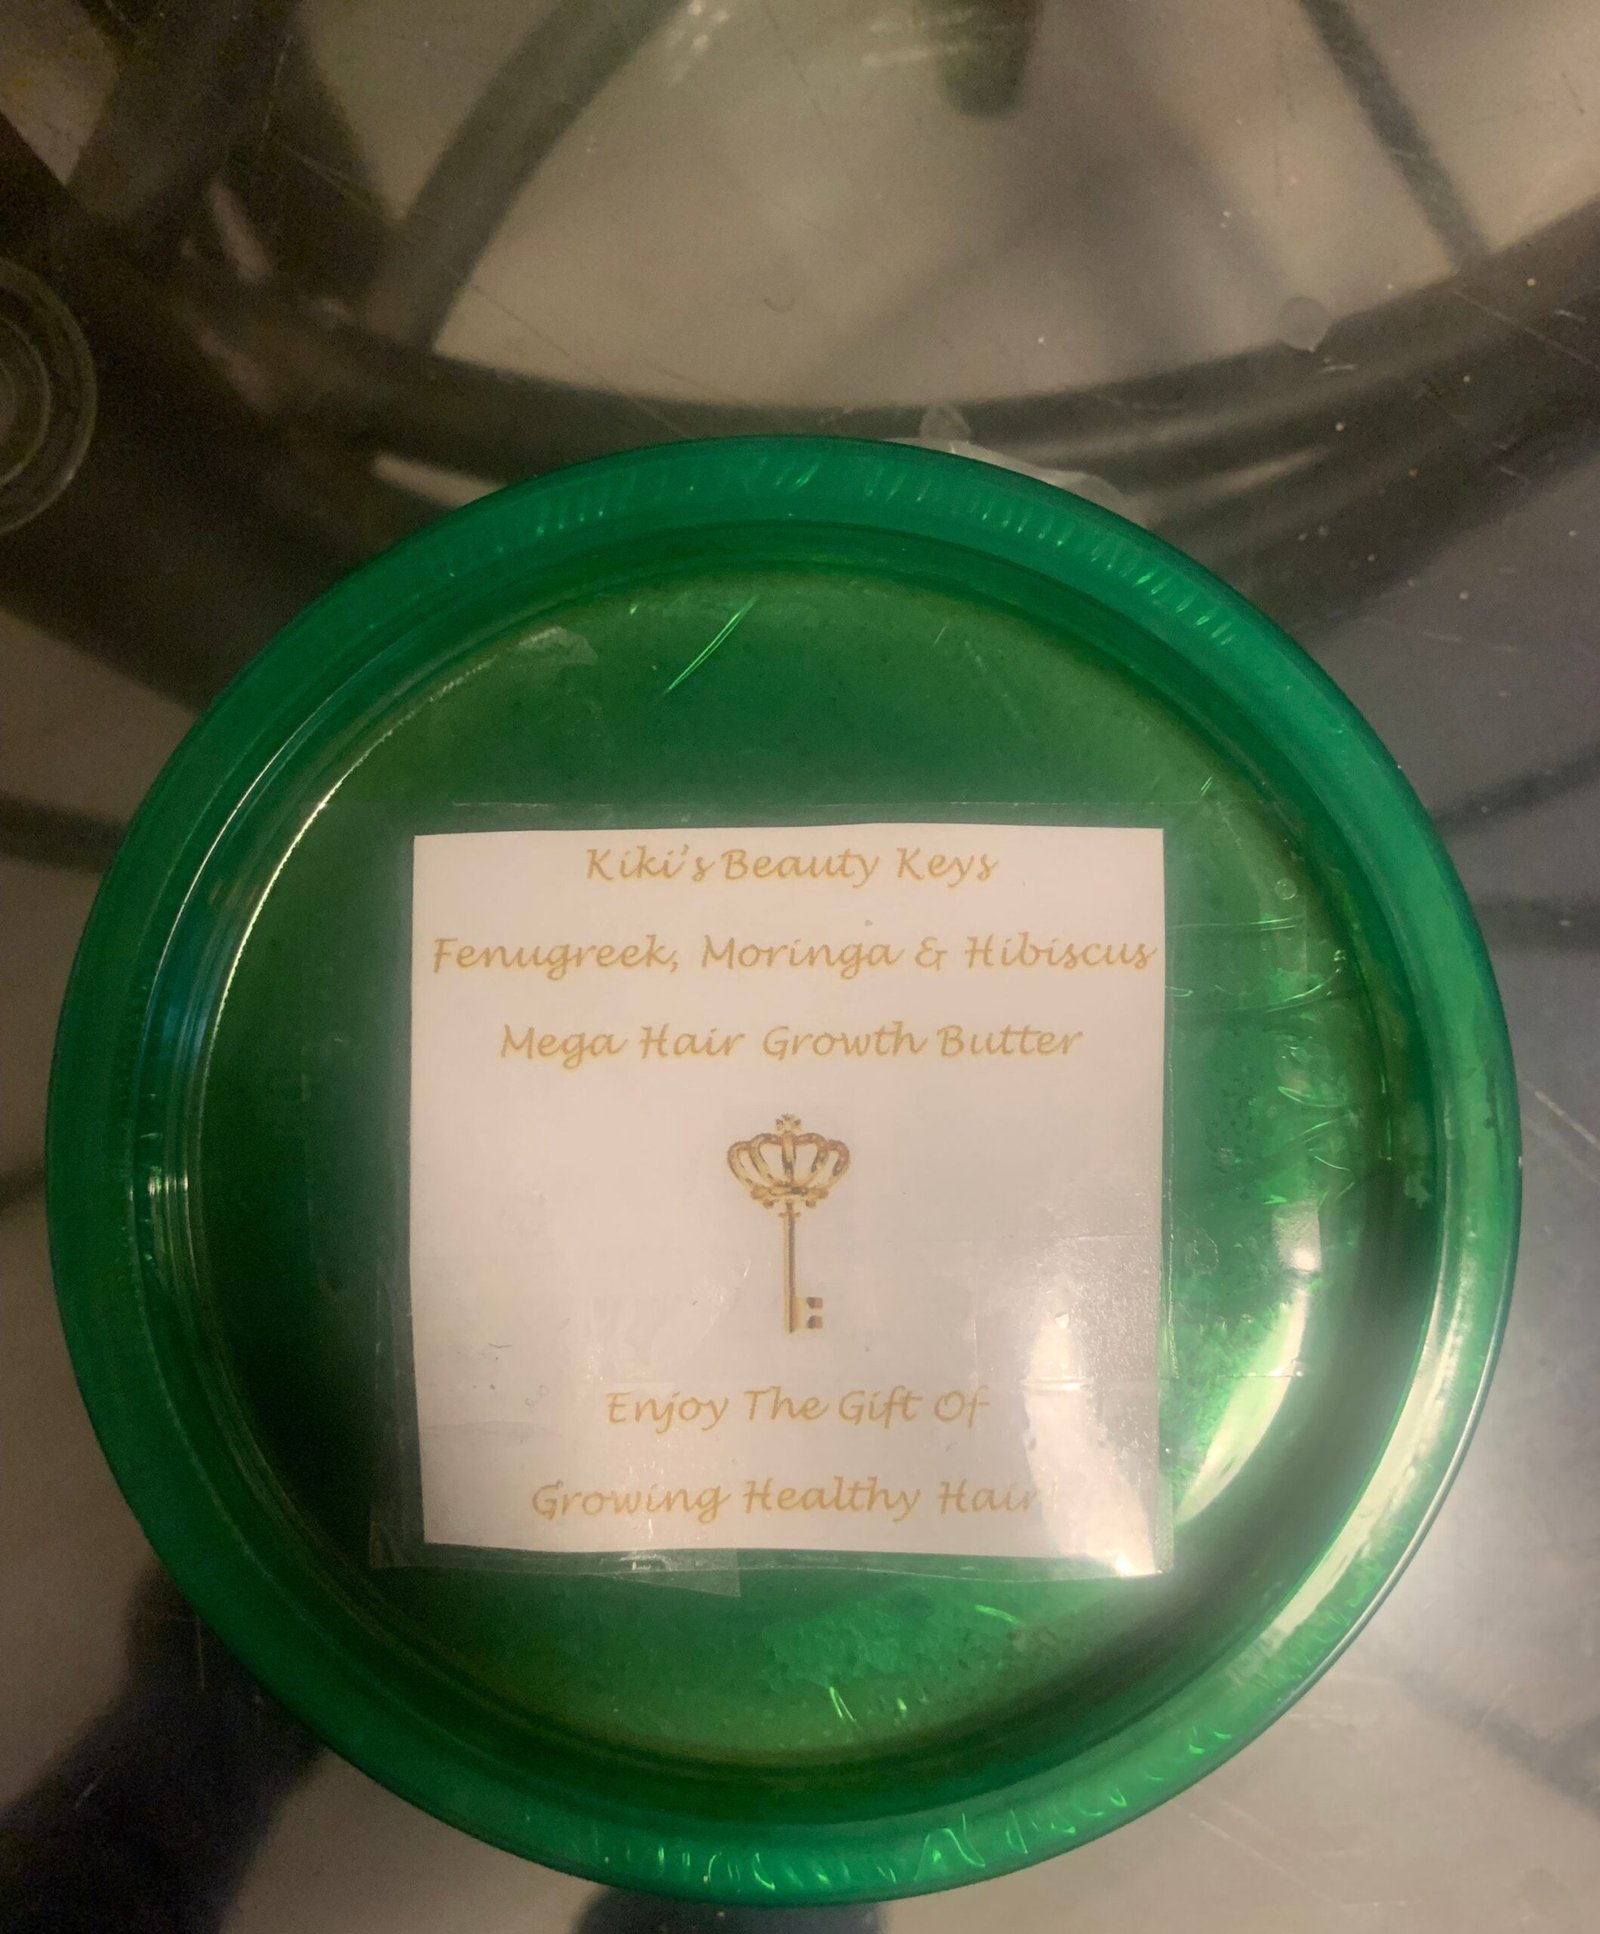 Kiki's Beauty Keys
Fenugreek, Moringa & Hibiscus
Mega Hair Growth Butter
Enjoy The Gift Of
Growing Healthy Hair